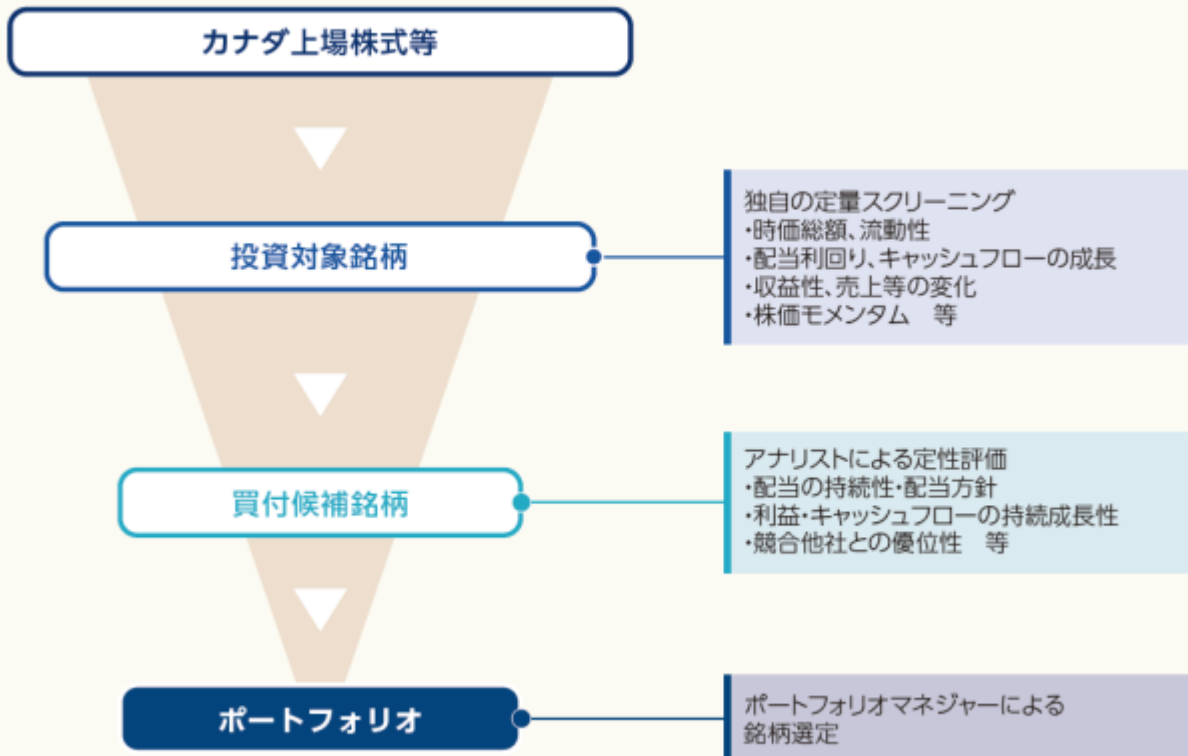 カナダ上場株式等
投資対象銘柄
独自の定量スクリーニング
・時価総額、流動性
・配当利回り、キャッシュフローの成長
・収益性、売上等の変化
・株価モメンタム　等
買付候補銘柄
アナリストによる定性評価
・配当の持続性・配当方針
・利益・キャッシュフローの持続成長性
・競合他社との優位性　等
ポートフォリオ
ポートフォリオマネジャーによる
銘柄選定